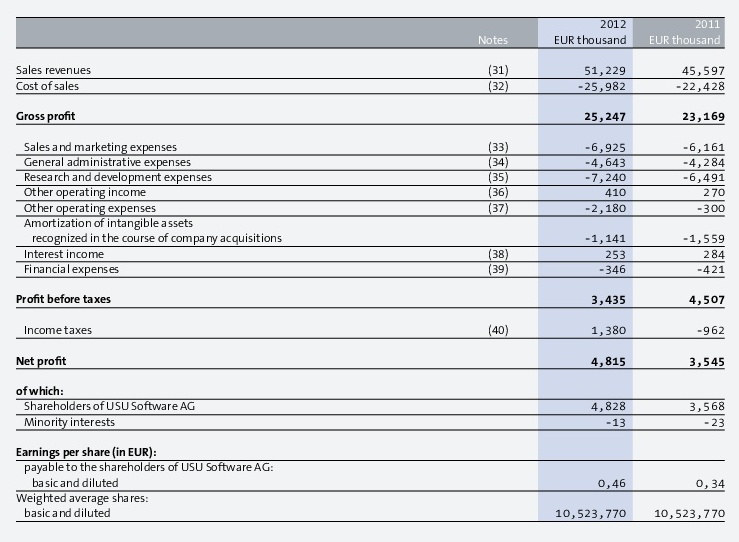 2012 2011
Notes EUR thousand EUR thousand
Sales revenues (31) 51,229 45,597
Cost of sales (32) -25,982 -22,428
Gross profit 25,247 23,169
Sales and marketing expenses (33) -6,925 -6,161
General administrative expenses (34) -4,643 -4,284
Research and development expenses (35) -7,240 -6,491
Other operating income (36) 410 270
Other operating expenses (37) -2,180 -300
Amortization of intangible assets
recognized in the course of company acquisitions -1,141 -1,559
Interest income (38) 253 284
Financial expenses (39) -346 -421
Profit before taxes 3,435 4,507
Income taxes (40) 1,380 -962
Net profit 4,815 3,545
of which:
Shareholders of USU Software AG 4,828 3,568
Minority interests -13 -23
Earnings per share (in EUR):
payable to the shareholders of USU Software AG:
basic and diluted 0,46 0,34
Weighted average shares:
basic and diluted 10,523,770 10,523,770